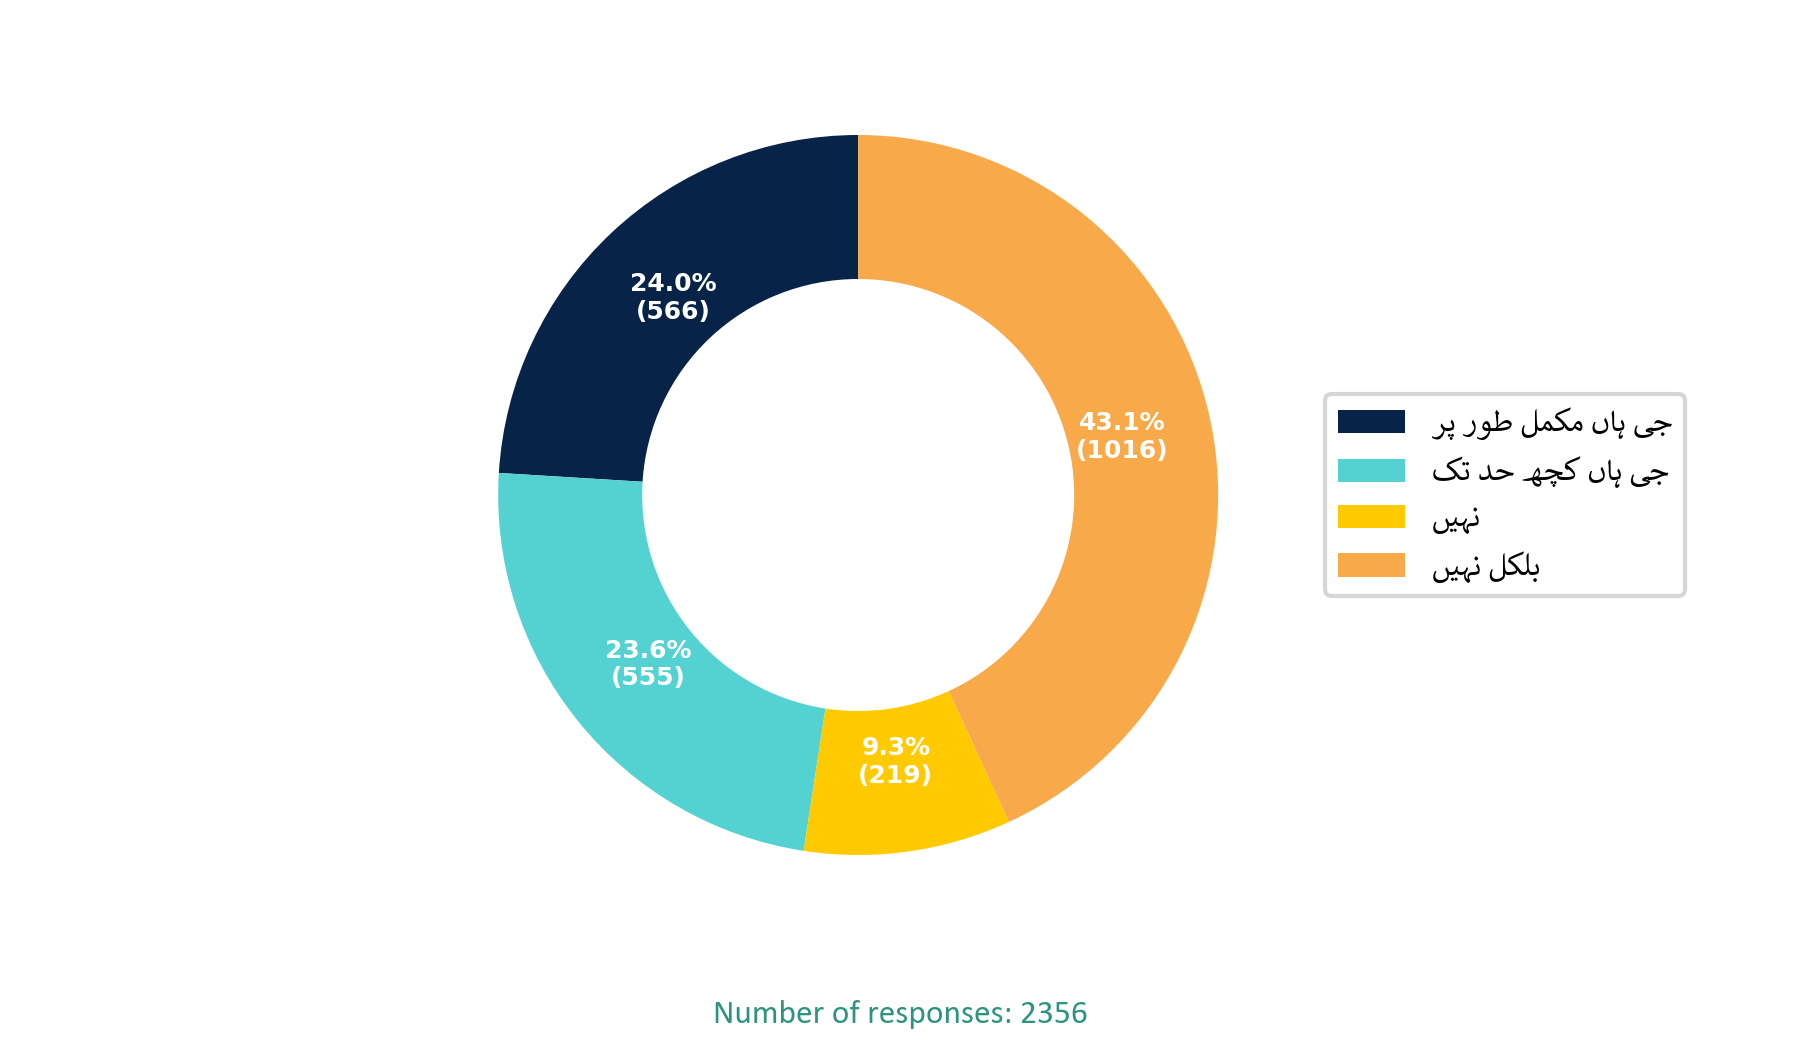 24.0%
(566)
43.1%
(1016)
23.6%
(555)
9.3%
(219)
جی ہاں مکمل طور پر
جی ہاں کچھ حد تک
نہیں
بلکل نہیں
Number of responses: 2356